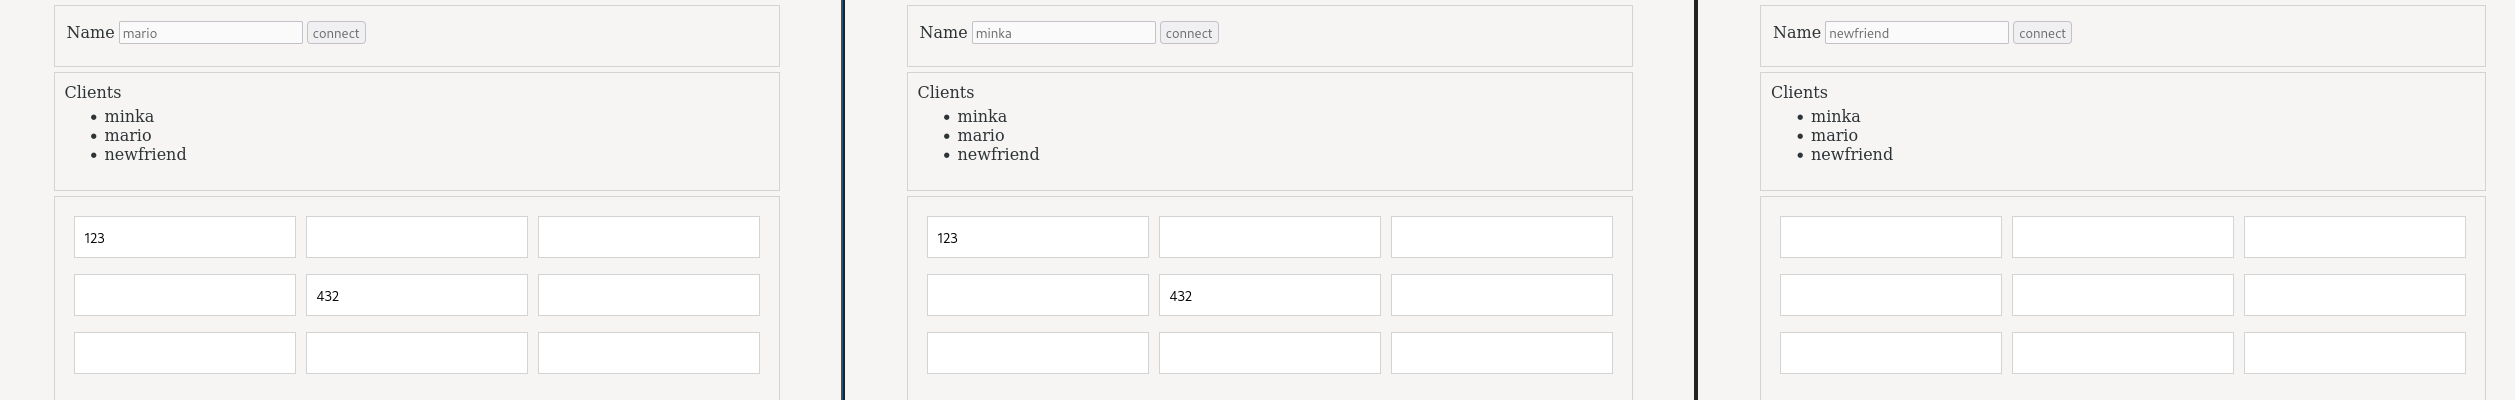 Name mario connect
Clients
minka
mario
newfriend
123
432
Name minka connect
Clients
minka
mario
newfriend
123
432
Name newfriend connect
Clients
minka
mario
newfriend